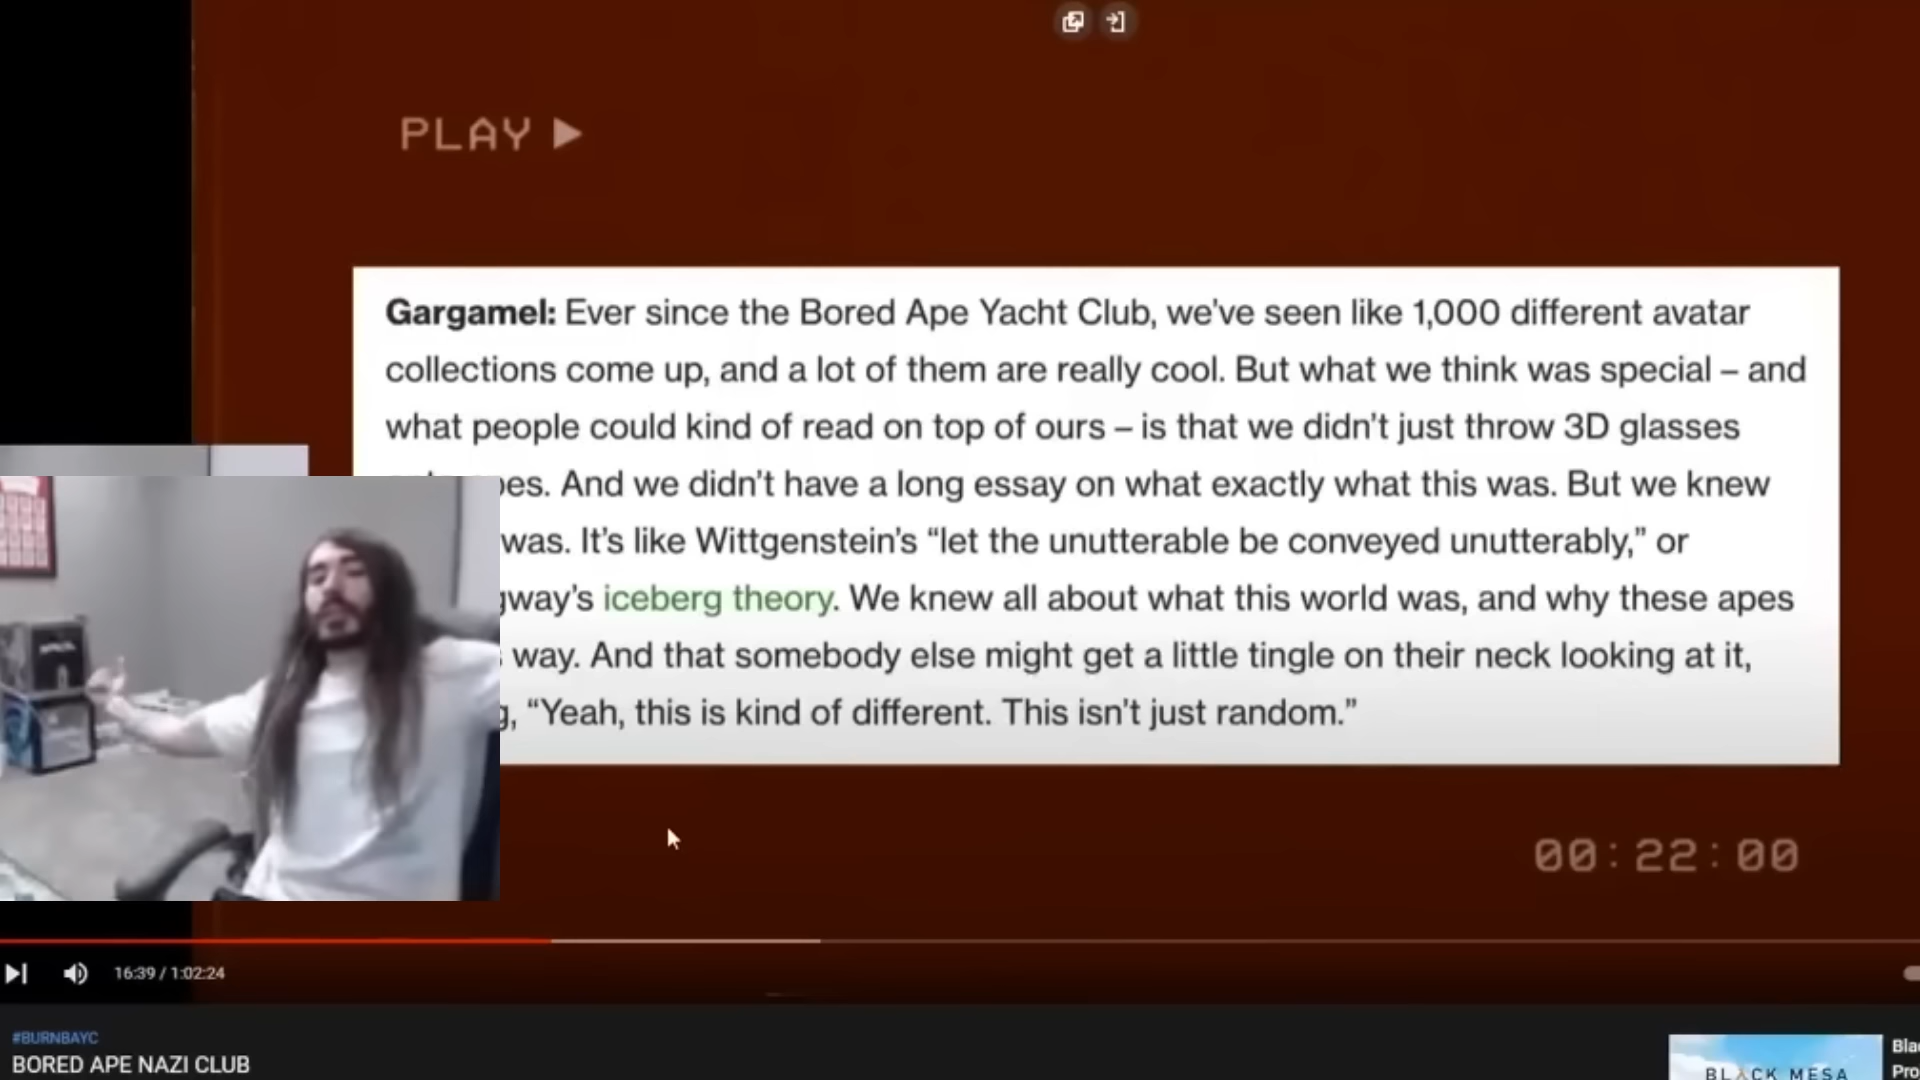 PLAY
Gargamel: Ever since the Bored Ape Yacht Club, we've seen like 1,000 different avatar
collections come up, and a lot of them are really cool. But what we think was special – and
what people could kind of read on top of ours – is that we didn't just throw 3D glasses
And we didn't have a long essay on what exactly what this was. But we knew
was. It's like Wittgenstein's “let the unutterable be conveyed unutterably,” or
iceberg theory. We knew all about what this world was, and why these apes
way. And that somebody else might get a little tingle on their neck looking at it,
“Yeah, this is kind of different. This isn't just random.”
00:22:00
16:39 / 1:02:24
#BURNBAYC
BORED APE NAZI CLUB
BLACK MESA